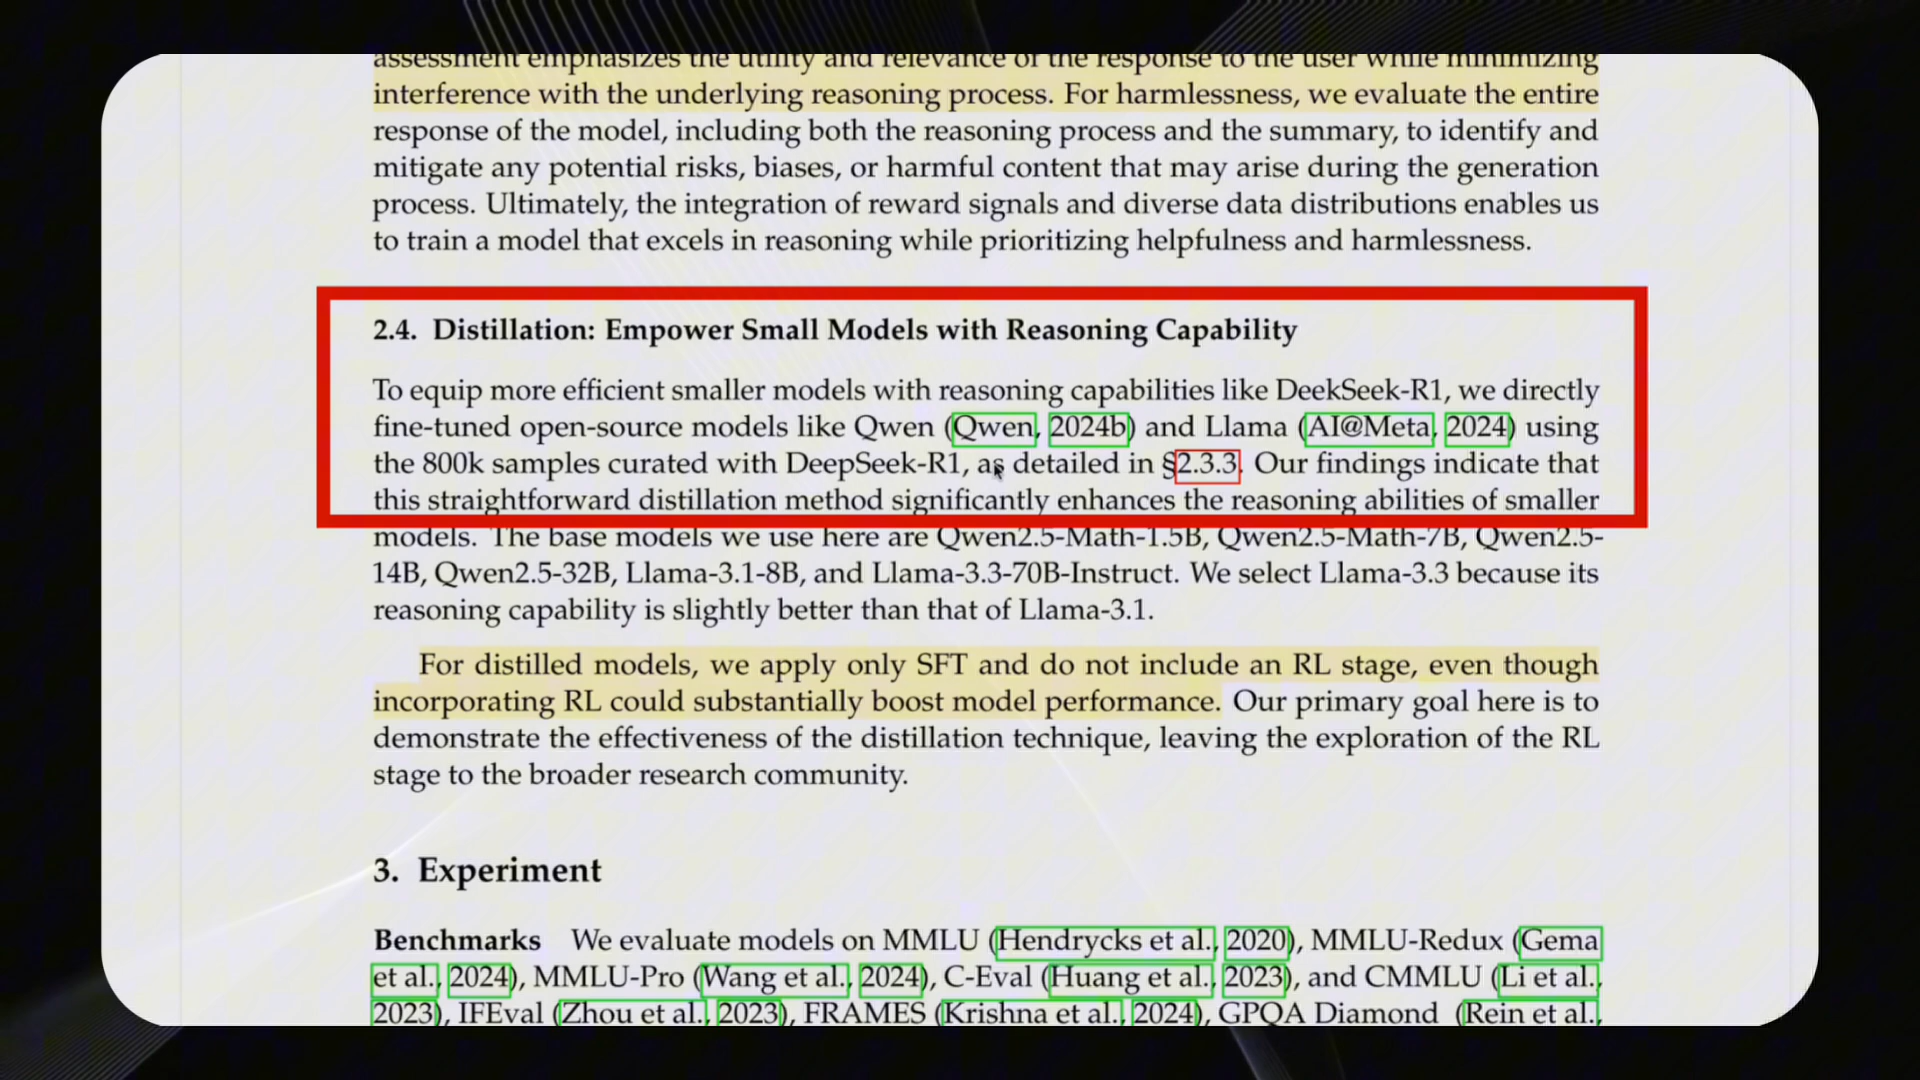 assessment emphasizes the utility and relevance of the response to the user while minimizing
interference with the underlying reasoning process. For harmlessness, we evaluate the entire
response of the model, including both the reasoning process and the summary, to identify and
mitigate any potential risks, biases, or harmful content that may arise during the generation
process. Ultimately, the integration of reward signals and diverse data distributions enables us
to train a model that excels in reasoning while prioritizing helpfulness and harmlessness.
2.4. Distillation: Empower Small Models with Reasoning Capability
To equip more efficient smaller models with reasoning capabilities like DeekSeek-R1, we directly
fine-tuned open-source models like Qwen (Qwen, 2024b) and Llama (AI@Meta, 2024) using
the 800k samples curated with DeepSeek-R1, as detailed in §2.3.3. Our findings indicate that
this straightforward distillation method significantly enhances the reasoning abilities of smaller
models. The base models we use here are Qwen2.5-Math-1.5B, Qwen2.5-Math-7B, Qwen2.5-
14B, Qwen2.5-32B, Llama-3.1-8B, and Llama-3.3-70B-Instruct. We select Llama-3.3 because its
reasoning capability is slightly better than that of Llama-3.1.
For distilled models, we apply only SFT and do not include an RL stage, even though
incorporating RL could substantially boost model performance. Our primary goal here is to
demonstrate the effectiveness of the distillation technique, leaving the exploration of the RL
stage to the broader research community.
3. Experiment
Benchmarks We evaluate models on MMLU (Hendrycks et al., 2020), MMLU-Redux (Gema
et al., 2024), MMLU-Pro (Wang et al., 2024), C-Eval (Huang et al., 2023), and CMMLU (Li et al.,
2023), IFEval (Zhou et al., 2023), FRAMES (Krishna et al., 2024), GPQA Diamond (Rein et al.,